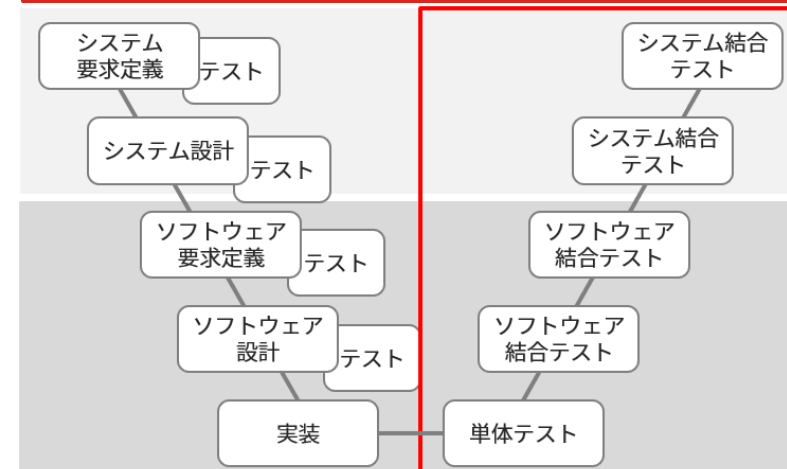 システム
要求定義
テスト
システム設計
テスト
ソフトウェア
要求定義
テスト
ソフトウェア
設計
テスト
実装
システム結合
テスト
システム結合
テスト
ソフトウェア
結合テスト
ソフトウェア
結合テスト
単体テスト